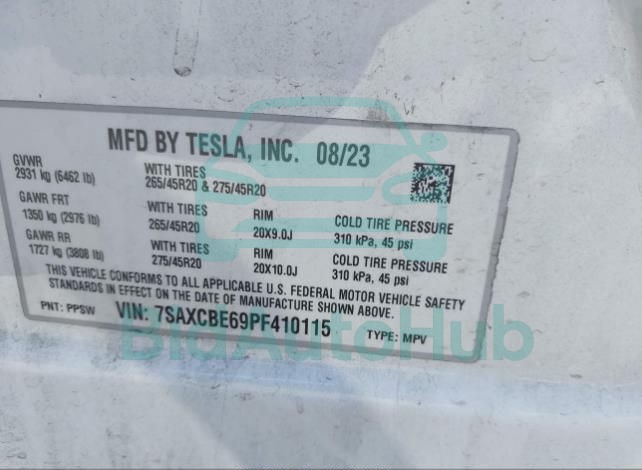 MFD BY TESLA, INC. 08/23
GVWR
2931 kg (6462 lb)
WITH TIRES
265/45R20 & 275/45R20
GAWR FRT
1350 kg (2976 lb)
WITH TIRES
265/45R20
RIM
20X9.0J
COLD TIRE PRESSURE
310 kPa, 45 psi
GAWR RR
1727 kg (3808 lb)
WITH TIRES
275/45R20
RIM
20X10.0J
COLD TIRE PRESSURE
310 kPa, 45 psi
THIS VEHICLE CONFORMS TO ALL APPLICABLE U.S. FEDERAL MOTOR VEHICLE SAFETY
STANDARDS IN EFFECT ON THE DATE OF MANUFACTURE SHOWN ABOVE.
PNT: PPSW VIN: 7SAXCBE69PF410115 TYPE: MPV
BidAutoHub